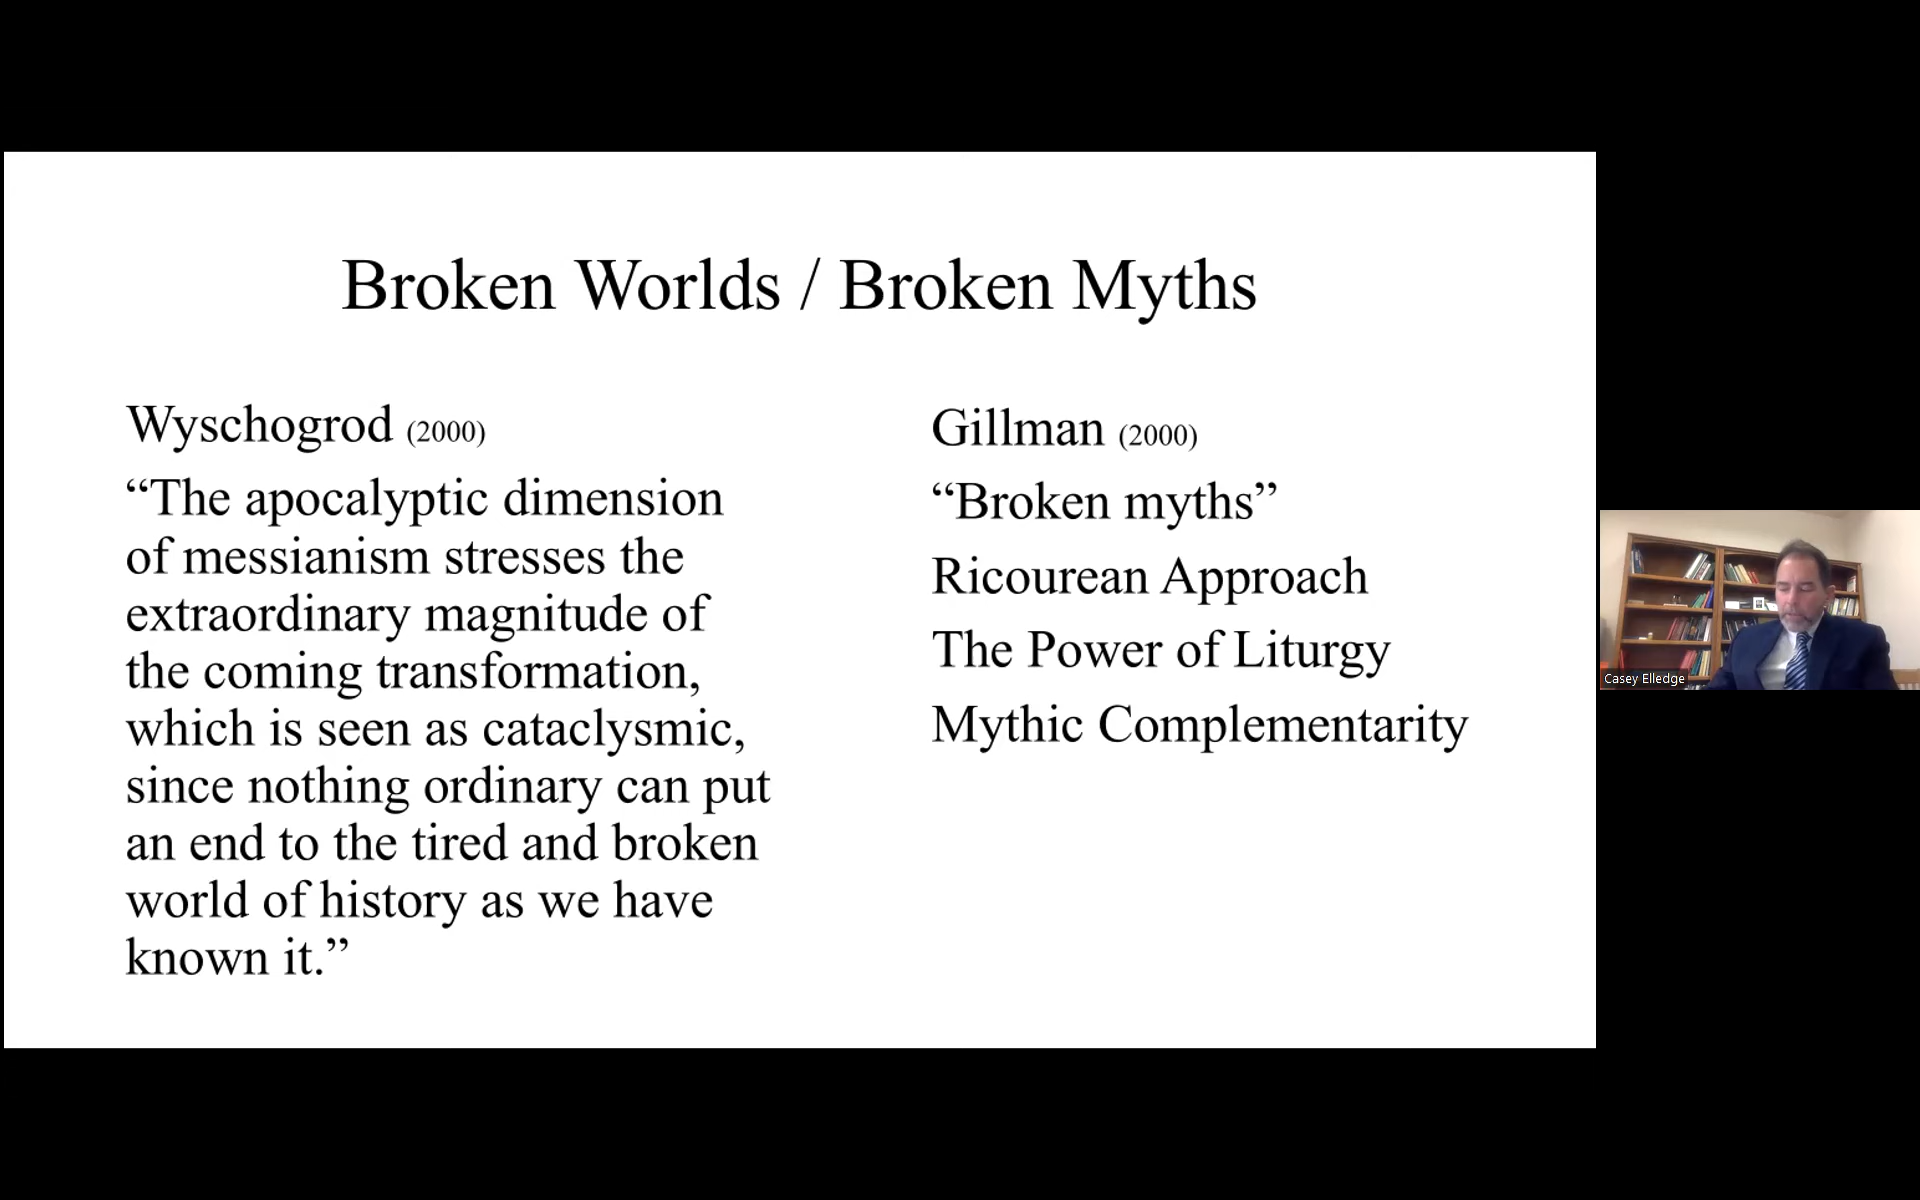 Broken Worlds / Broken Myths
Wyschogrod (2000)
“The apocalyptic dimension
of messianism stresses the
extraordinary magnitude of
the coming transformation,
which is seen as cataclysmic,
since nothing ordinary can put
an end to the tired and broken
world of history as we have
known it.”
Gillman (2000)
“Broken myths”
Ricourean Approach
The Power of Liturgy
Mythic Complementarity
Casey Elledge